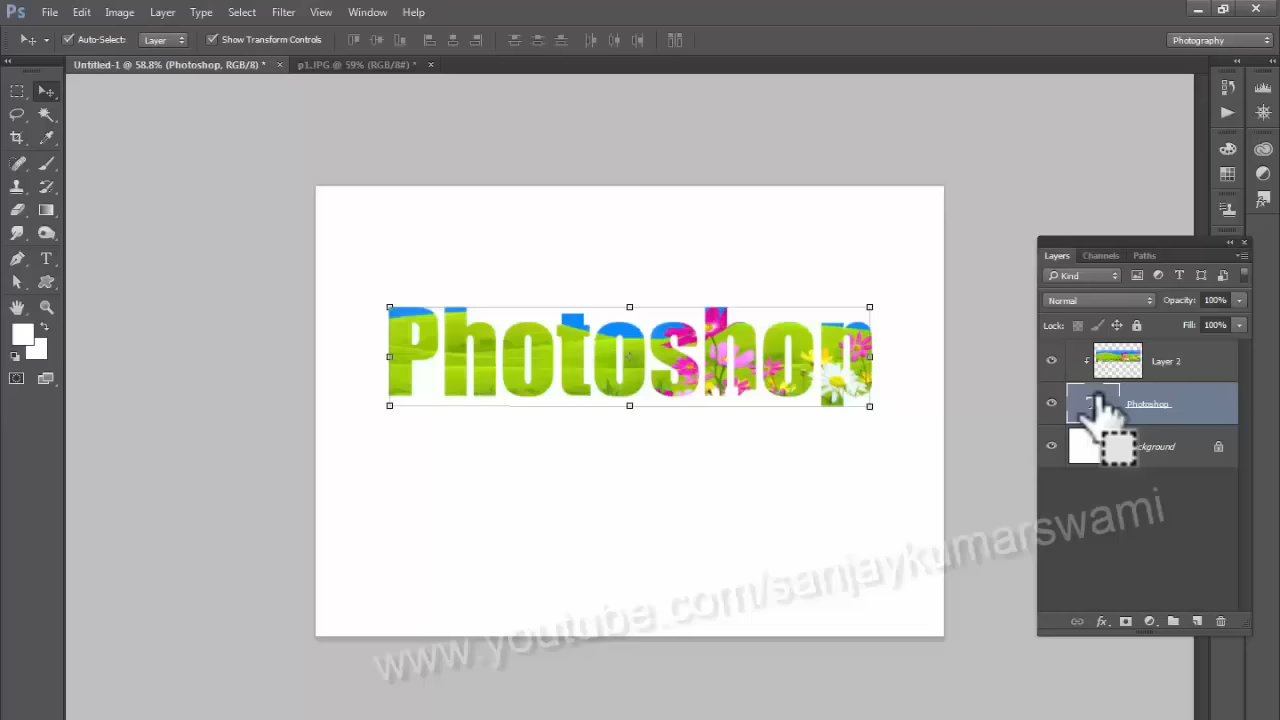 Ps File Edit Image Layer Type Select Filter View Window Help
Auto-Select: Layer Show Transform Controls Photography
Untitled-1 @ 58.8% (Photoshop, RGB/8) * × p1.JPG @ 59% (RGB/8#) * ×
Photoshop
Layers Channels Paths
Kind
Normal Opacity: 100%
Lock: Fill: 100%
Layer 2
Photoshop
ckground
www.youtube.com/sanjaykumarswami